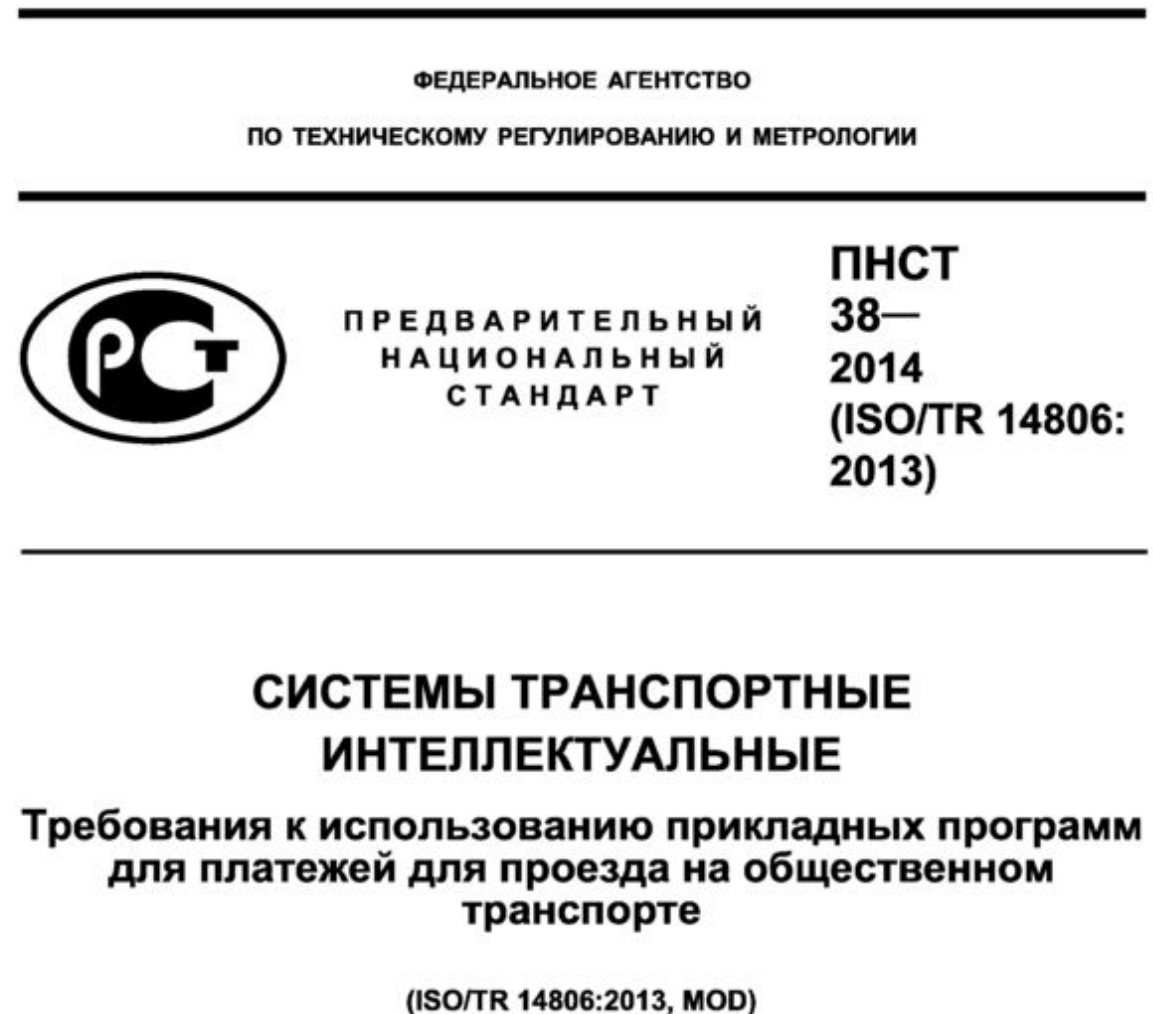 ФЕДЕРАЛЬНОЕ АГЕНТСТВО
ПО ТЕХНИЧЕСКОМУ РЕГУЛИРОВАНИЮ И МЕТРОЛОГИИ
РСТ
ПРЕДВАРИТЕЛЬНЫЙ
НАЦИОНАЛЬНЫЙ
СТАНДАРТ
ПНСТ
38—
2014
(ISO/TR 14806:
2013)
СИСТЕМЫ ТРАНСПОРТНЫЕ
ИНТЕЛЛЕКТУАЛЬНЫЕ
Требования к использованию прикладных программ
для платежей для проезда на общественном
транспорте
(ISO/TR 14806:2013, MOD)